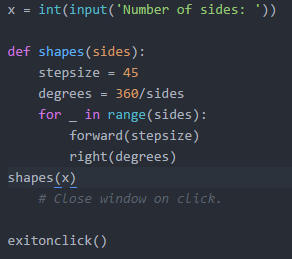 x = int(input('Number of sides: '))
def shapes(sides):
    stepsize = 45
    degrees = 360/sides
    for _ in range(sides):
        forward(stepsize)
        right(degrees)
shapes(x)
    # Close window on click.
exitonclick()